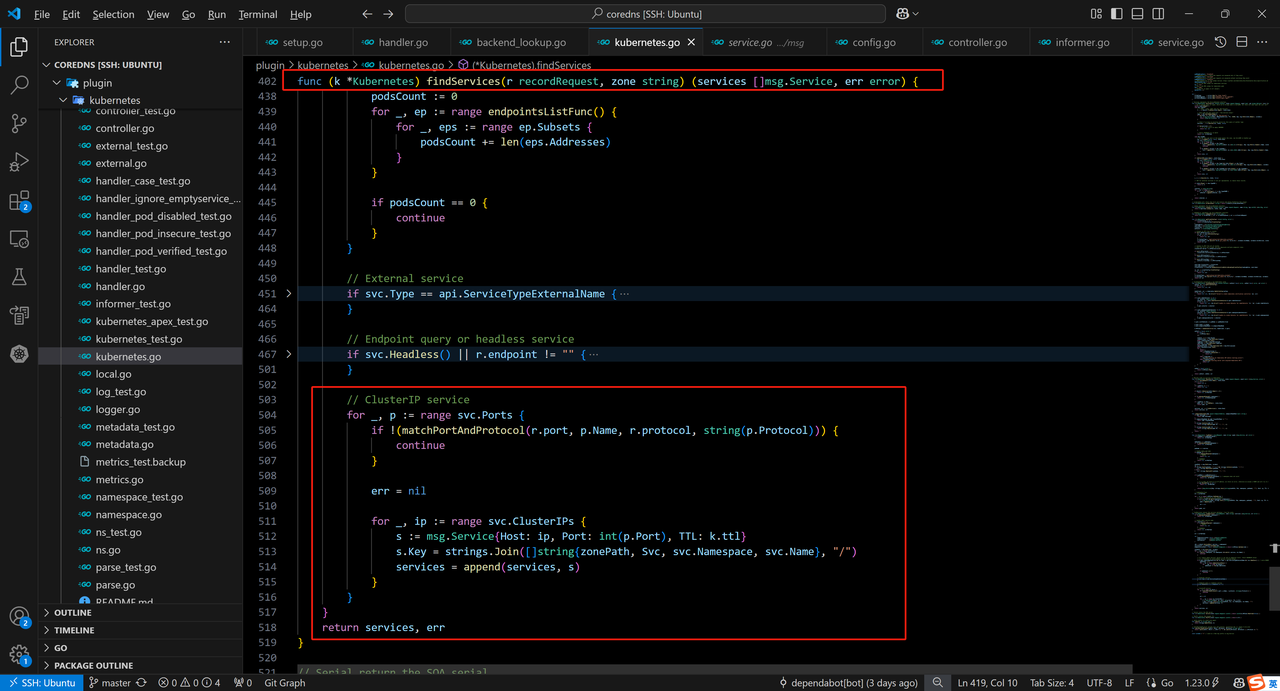 File Edit Selection View Go Run Terminal Help
coredns [SSH: Ubuntu]
EXPLORER
setup.go
handler.go
backend_lookup.go
kubernetes.go
service.go .../msg
config.go
controller.go
informer.go
service.go
COREDNS [SSH: UBUNTU]
plugin
kubernetes
controller_test.go
controller.go
external_test.go
external.go
handler_case_test.go
handler_ignore_emptyservice_...
handler_pod_disabled_test.go
handler_pod_insecure_test.go
handler_pod_verified_test.go
handler_test.go
handler.go
informer_test.go
kubernetes_apex_test.go
kubernetes_test.go
kubernetes.go
local.go
log_test.go
logger.go
metadata_test.go
metadata.go
metrics_test.backup
metrics.go
namespace_test.go
namespace.go
ns_test.go
ns.go
parse_test.go
parse.go
README.md
OUTLINE
TIMELINE
GO
PACKAGE OUTLINE
2
2
1
plugin > kubernetes > kubernetes.go > (*Kubernetes).findServices
402 func (k *Kubernetes) findServices(r recordRequest, zone string) (services []msg.Service, err error) {
438 podsCount := 0
439 for _, ep := range endpointsListFunc() {
440 for _, eps := range ep.Subsets {
441 podsCount += len(eps.Addresses)
442 }
443 }
444
445 if podsCount == 0 {
446 continue
447 }
448 }
449
450 // External service
451 if svc.Type == api.ServiceTypeExternalName { ...
464 }
465
466 // Endpoint query or headless service
467 if svc.Headless() || r.endpoint != "" { ...
501 }
502
503 // ClusterIP service
504 for _, p := range svc.Ports {
505 if !(matchPortAndProtocol(r.port, p.Name, r.protocol, string(p.Protocol))) {
506 continue
507 }
508
509 err = nil
510
511 for _, ip := range svc.ClusterIPs {
512 s := msg.Service{Host: ip, Port: int(p.Port), TTL: k.ttl}
513 s.Key = strings.Join([]string{zonePath, Svc, svc.Namespace, svc.Name}, "/")
514 services = append(services, s)
515 }
516 }
517 }
518 return services, err
519 }
520
521 // Serial return the SOA serial
SSH: Ubuntu master 0 0 4 0 Git Graph
dependabot[bot] (3 days ago) Ln 419, Col 10 Tab Size: 4 UTF-8 LF Go 1.23.0 S 英